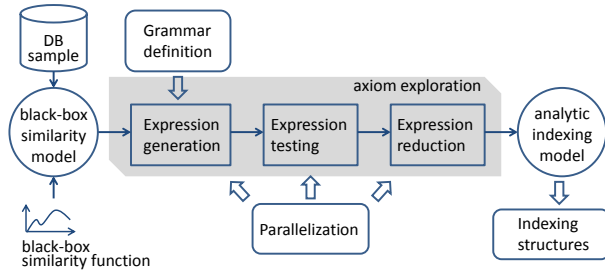 DB
sample
Grammar
definition
axiom exploration
black-box
similarity
model
Expression
generation
Expression
testing
Expression
reduction
analytic
indexing
model
Parallelization
Indexing
structures
black-box
similarity function